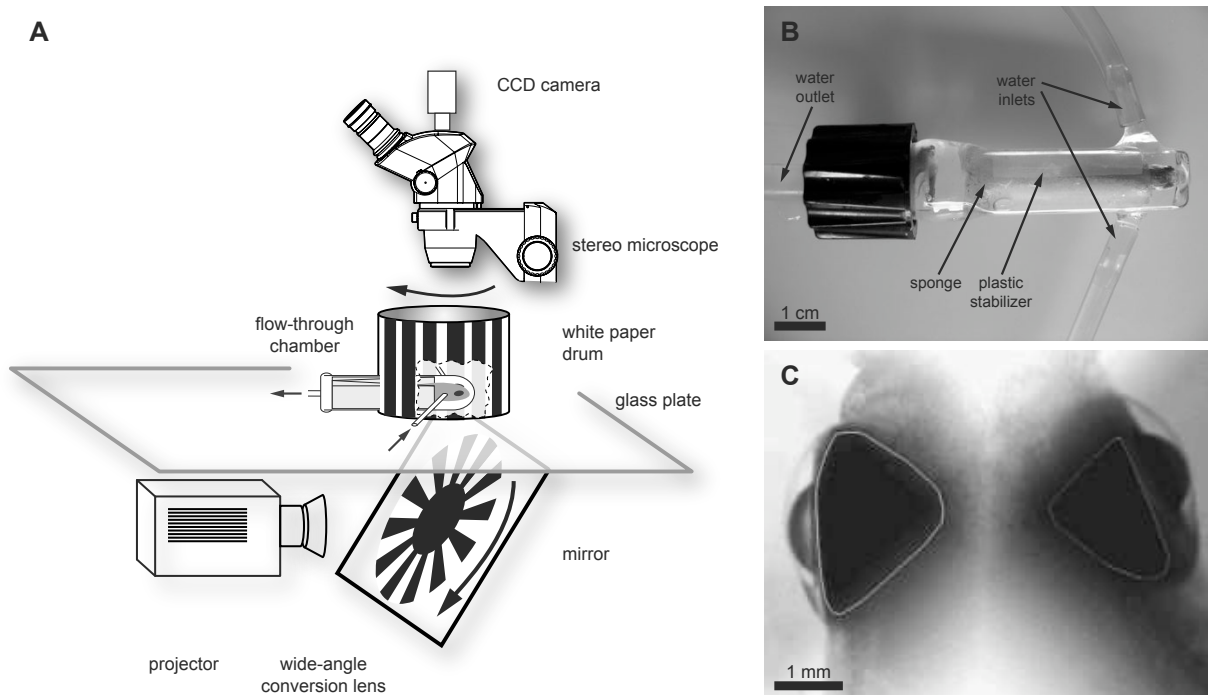 A
CCD camera
stereo microscope
flow-through
chamber
white paper
drum
glass plate
mirror
projector
wide-angle
conversion lens
B
water
outlet
water
inlets
sponge
plastic
stabilizer
1 cm
C
1 mm